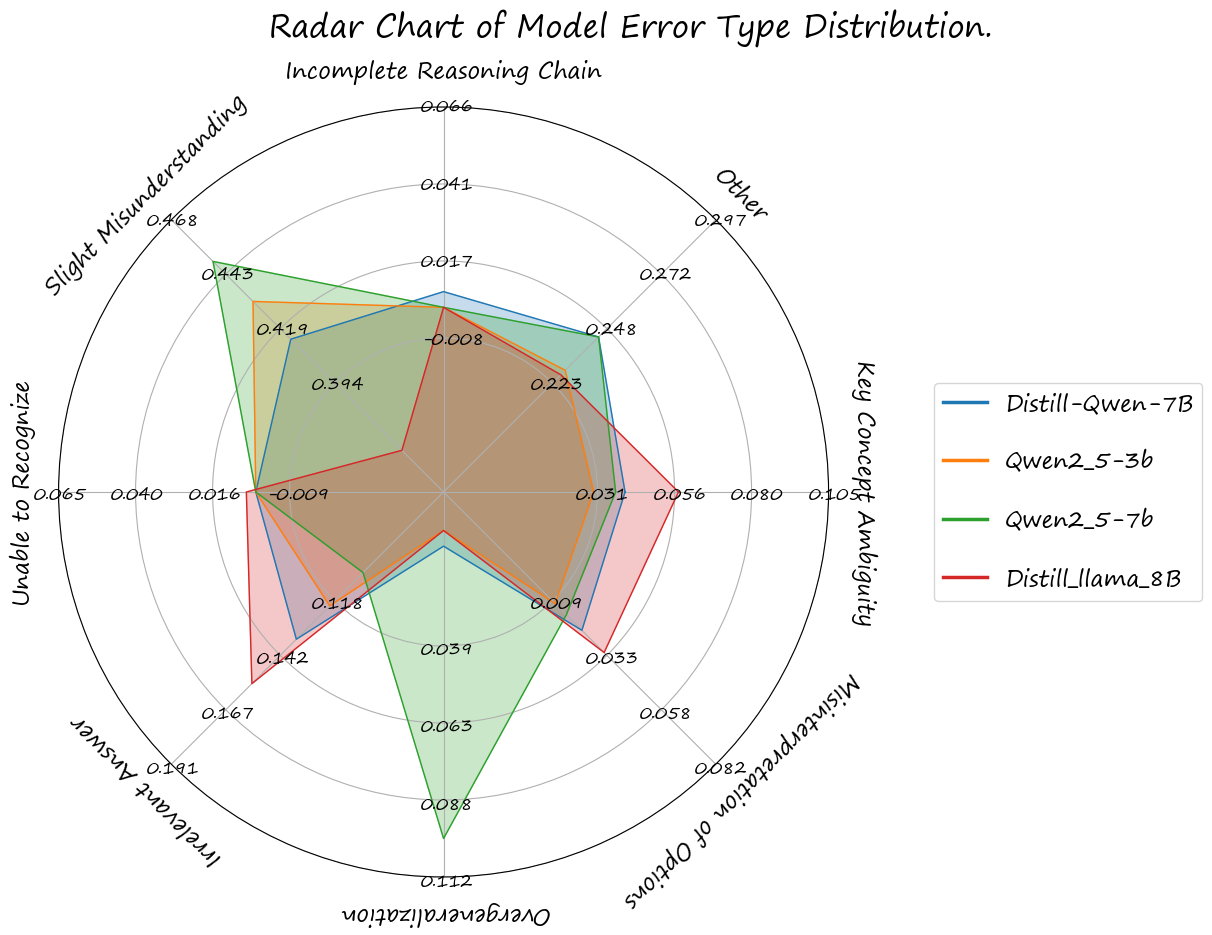 Radar Chart of Model Error Type Distribution.
Incomplete Reasoning Chain
0.066
Slight Misunderstanding
Other
0.041
0.468
0.297
0.017
0.443
0.272
0.419
0.248
-0.008
0.394
0.223
Unable to Recognize
Key Concept Ambiguity
0.065
0.040
0.016
-0.009
0.031
0.056
0.080
0.105
Distill-Qwen-7B
Qwen2_5-3b
Qwen2_5-7b
Distill_llama_8B
0.118
0.009
0.039
0.142
0.033
0.167
0.063
0.058
0.191
0.082
0.088
0.112
Irrelevant Answer
Misinterpretation of Options
Overgeneralization